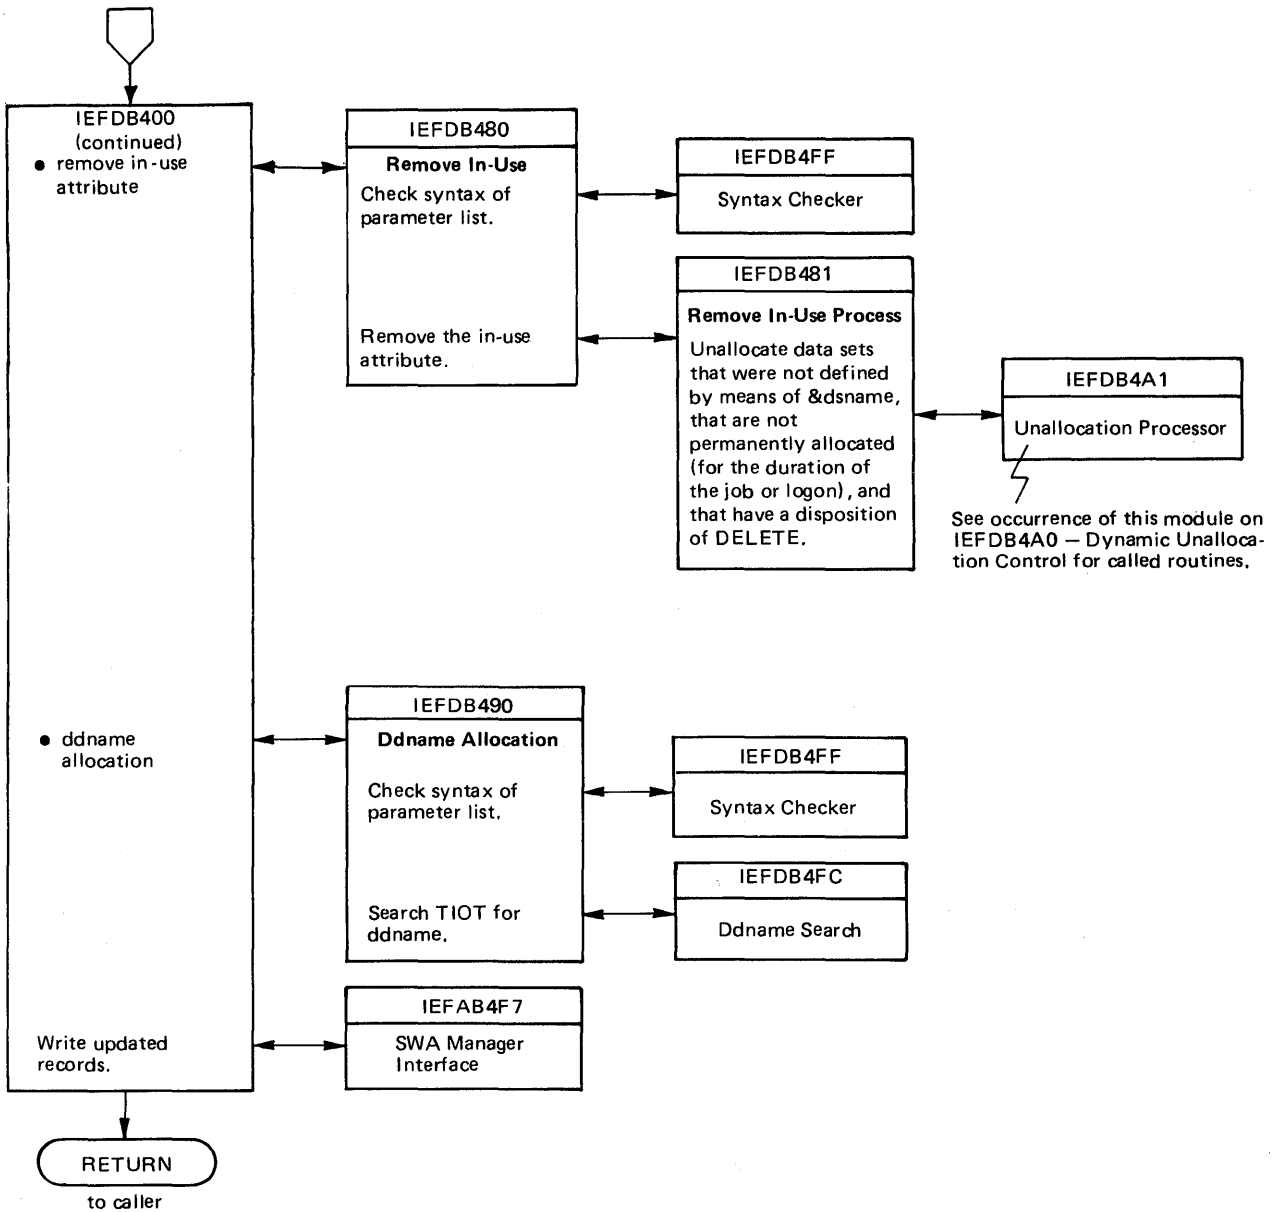 IEFDB400
(continued)
● remove in-use
attribute
IEFDB480
Remove In-Use
Check syntax of
parameter list.
Remove the in-use
attribute.
IEFDB4FF
Syntax Checker
IEFDB481
Remove In-Use Process
Unallocate data sets
that were not defined
by means of &dsname,
that are not
permanently allocated
(for the duration of
the job or logon), and
that have a disposition
of DELETE.
IEFDB4A1
Unallocation Processor
See occurrence of this module on
IEFDB4A0 — Dynamic Unalloca-
tion Control for called routines.
● ddname
allocation
IEFDB490
Ddname Allocation
Check syntax of
parameter list.
Search TIOT for
ddname.
IEFDB4FF
Syntax Checker
IEFDB4FC
Ddname Search
Write updated
records.
IEFAB4F7
SWA Manager
Interface
RETURN
to caller